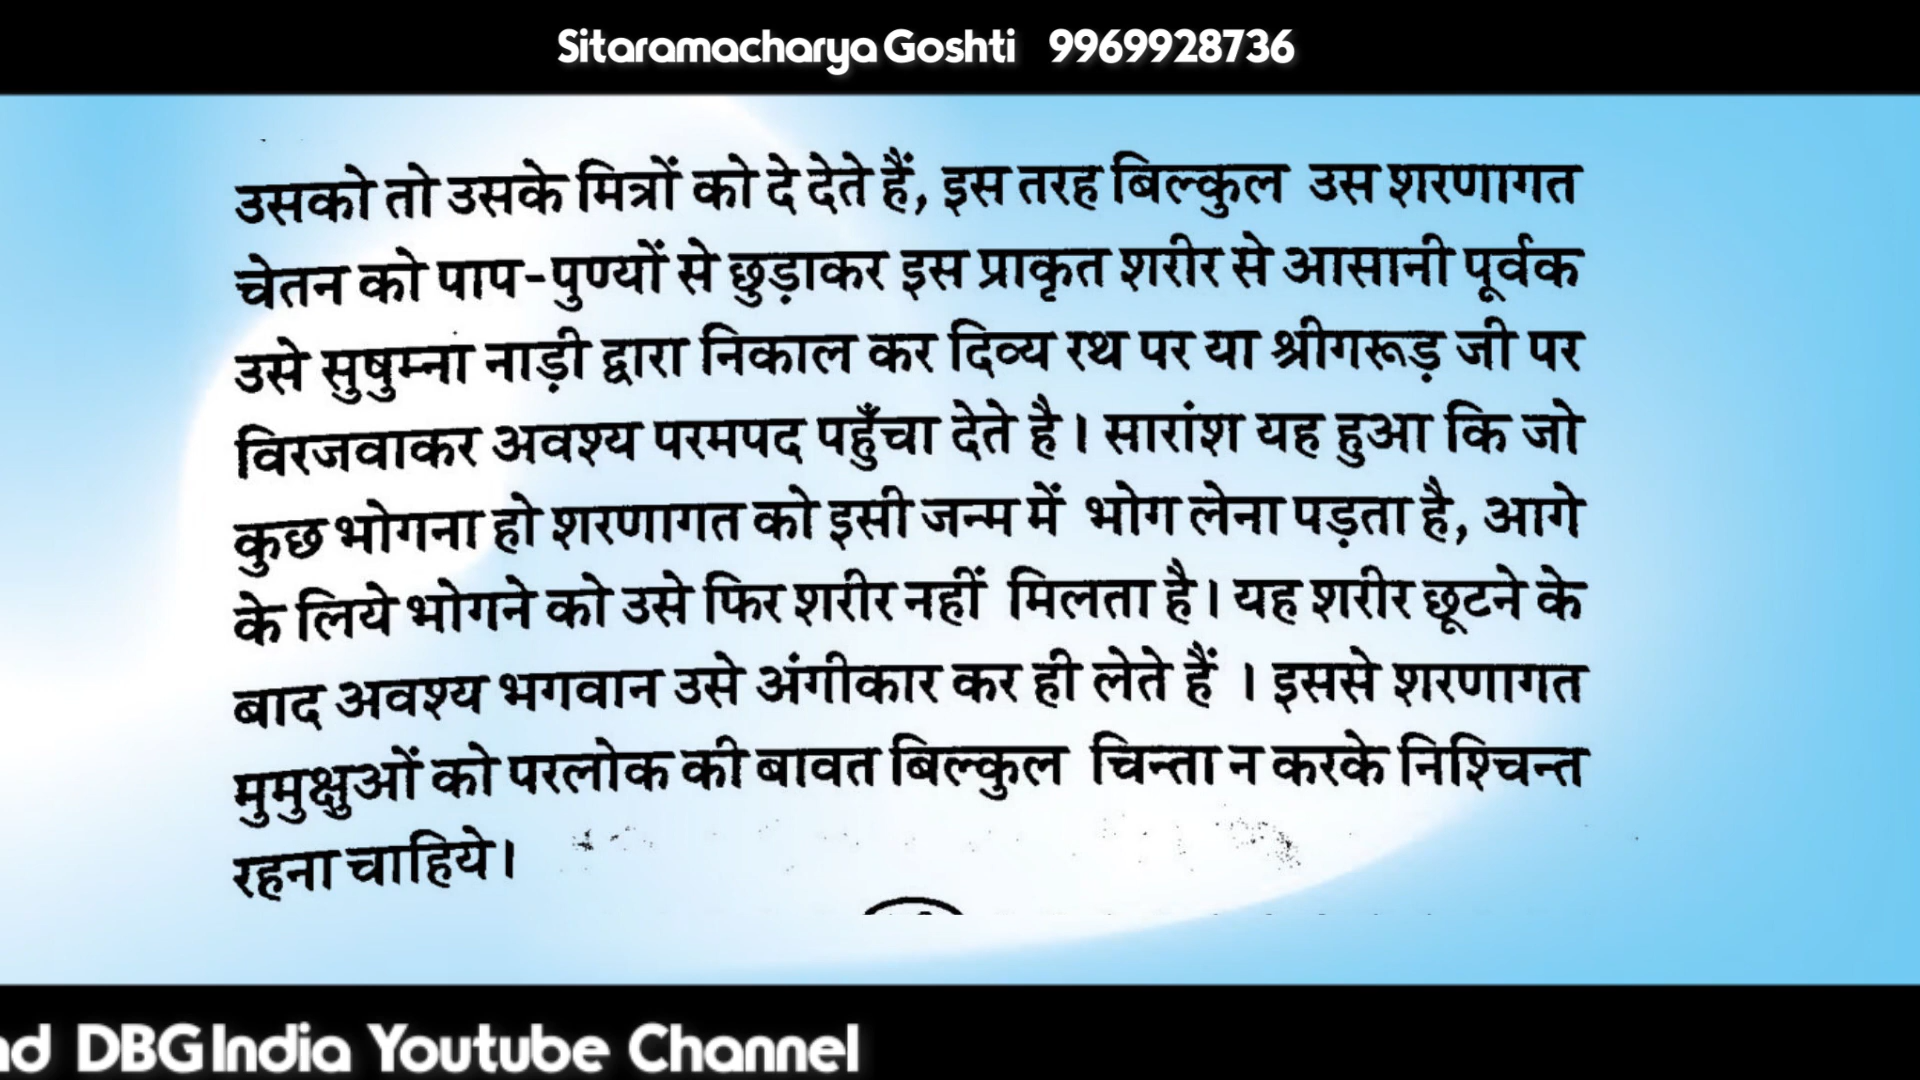 Sitaramacharya Goshti 9969928736
उसको तो उसके मित्रों को दे देते हैं, इस तरह बिल्कुल उस शरणागत
चेतन को पाप-पुण्यों से छुड़ाकर इस प्राकृत शरीर से आसानी पूर्वक
उसे सुषुम्ना नाड़ी द्वारा निकाल कर दिव्य रथ पर या श्रीगरूड़ जी पर
विरजवाकर अवश्य परमपद पहुँचा देते है। सारांश यह हुआ कि जो
कुछ भोगना हो शरणागत को इसी जन्म में भोग लेना पड़ता है, आगे
के लिये भोगने को उसे फिर शरीर नहीं मिलता है। यह शरीर छूटने के
बाद अवश्य भगवान उसे अंगीकार कर ही लेते हैं । इससे शरणागत
मुमुक्षुओं को परलोक की बावत बिल्कुल चिन्ता न करके निश्चिन्त
रहना चाहिये।
DBGIndia Youtube Channel